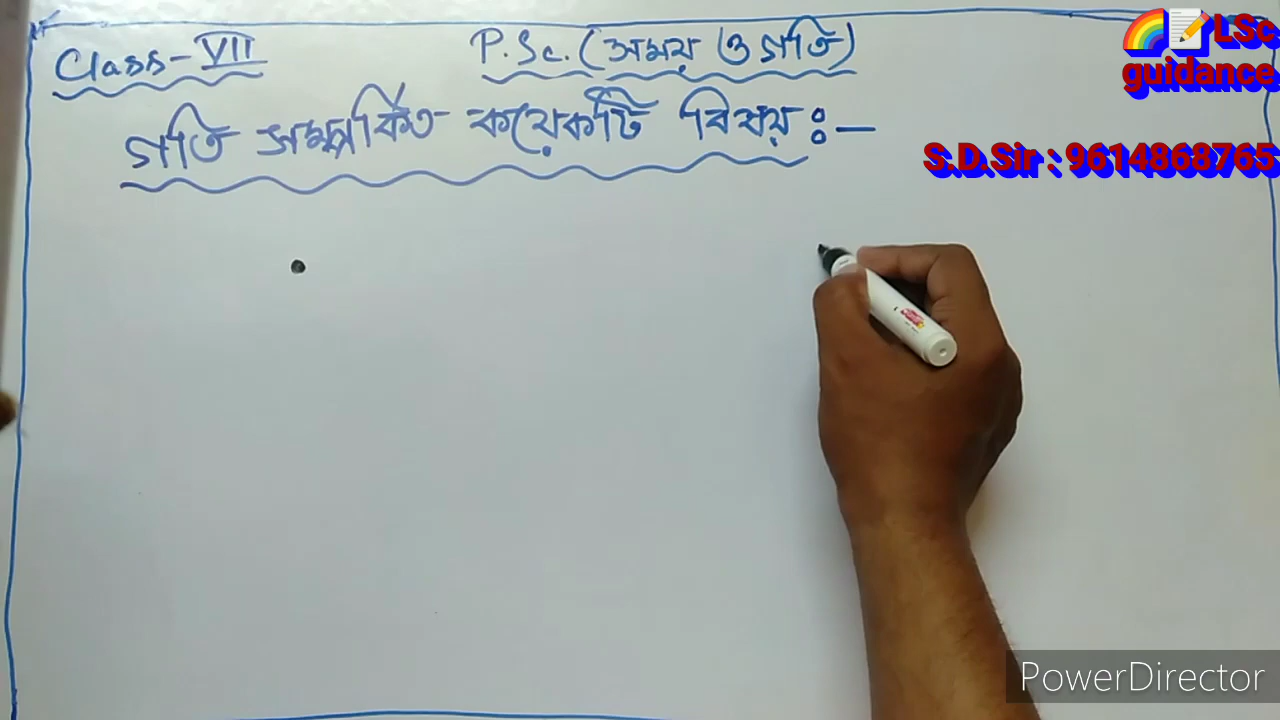 Class- VII
P.Sc. (সময় ও গতি)
গতি সম্পর্কিত কয়েকটি বিষয় :—
🌈📝 LSc
guidance
S.D.Sir : 9614868765
PowerDirector